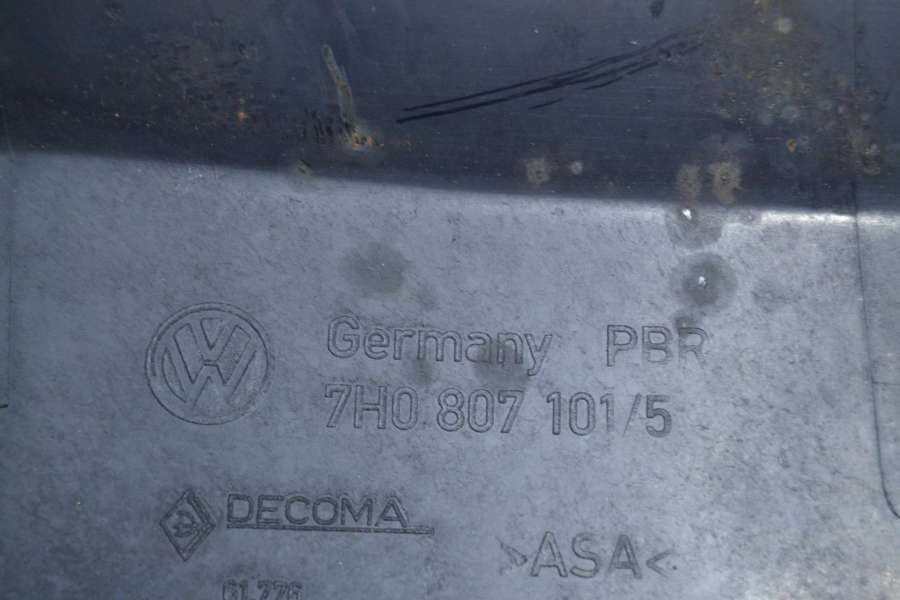 Germany PBR
7H0 807 101/5
DECOMA
>ASA<